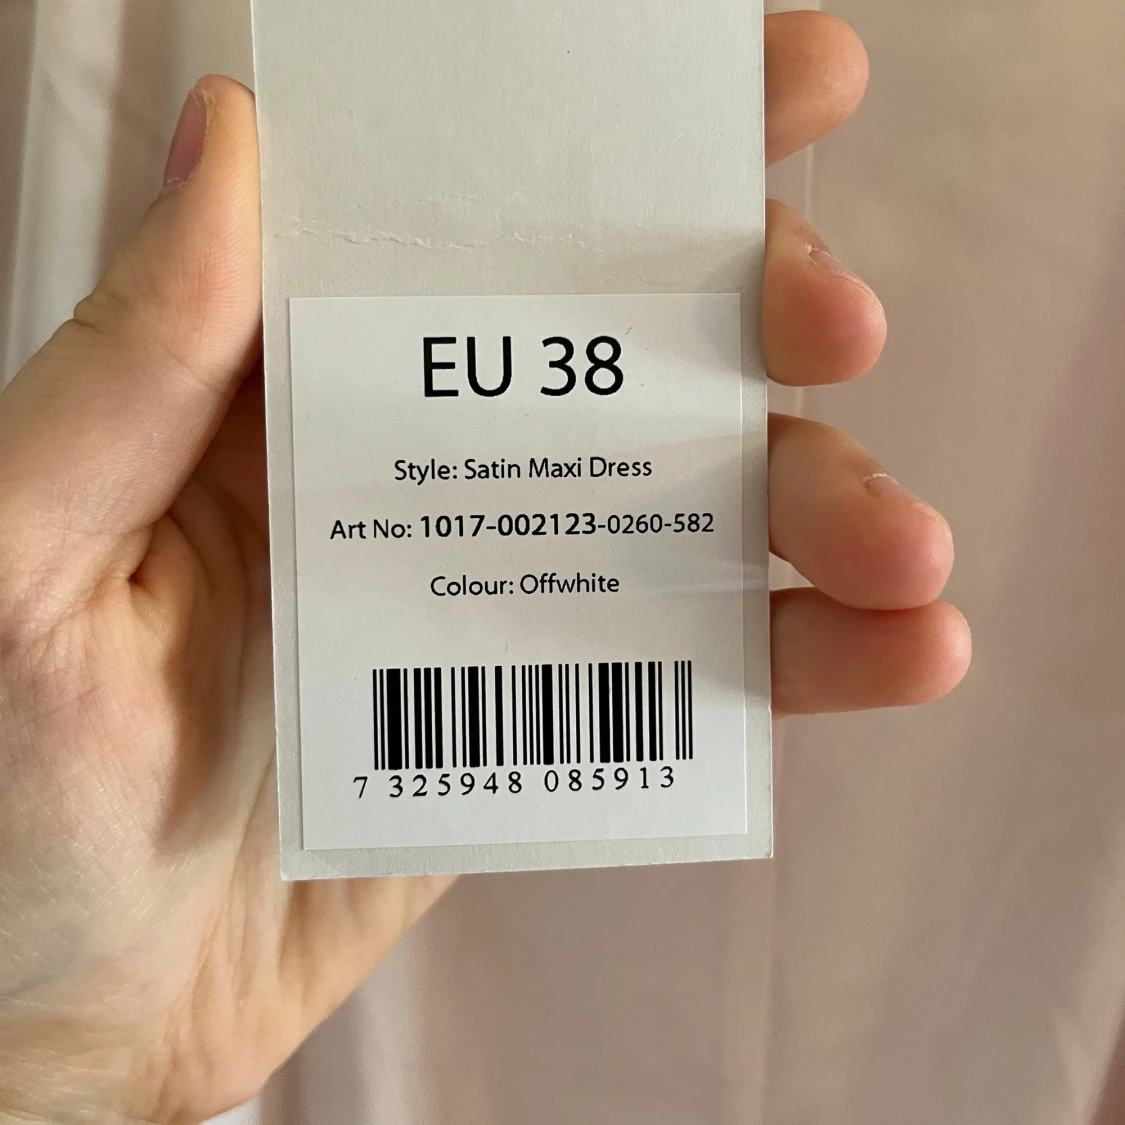 EU 38
Style: Satin Maxi Dress
Art No: 1017-002123-0260-582
Colour: Offwhite
7 325948 085913